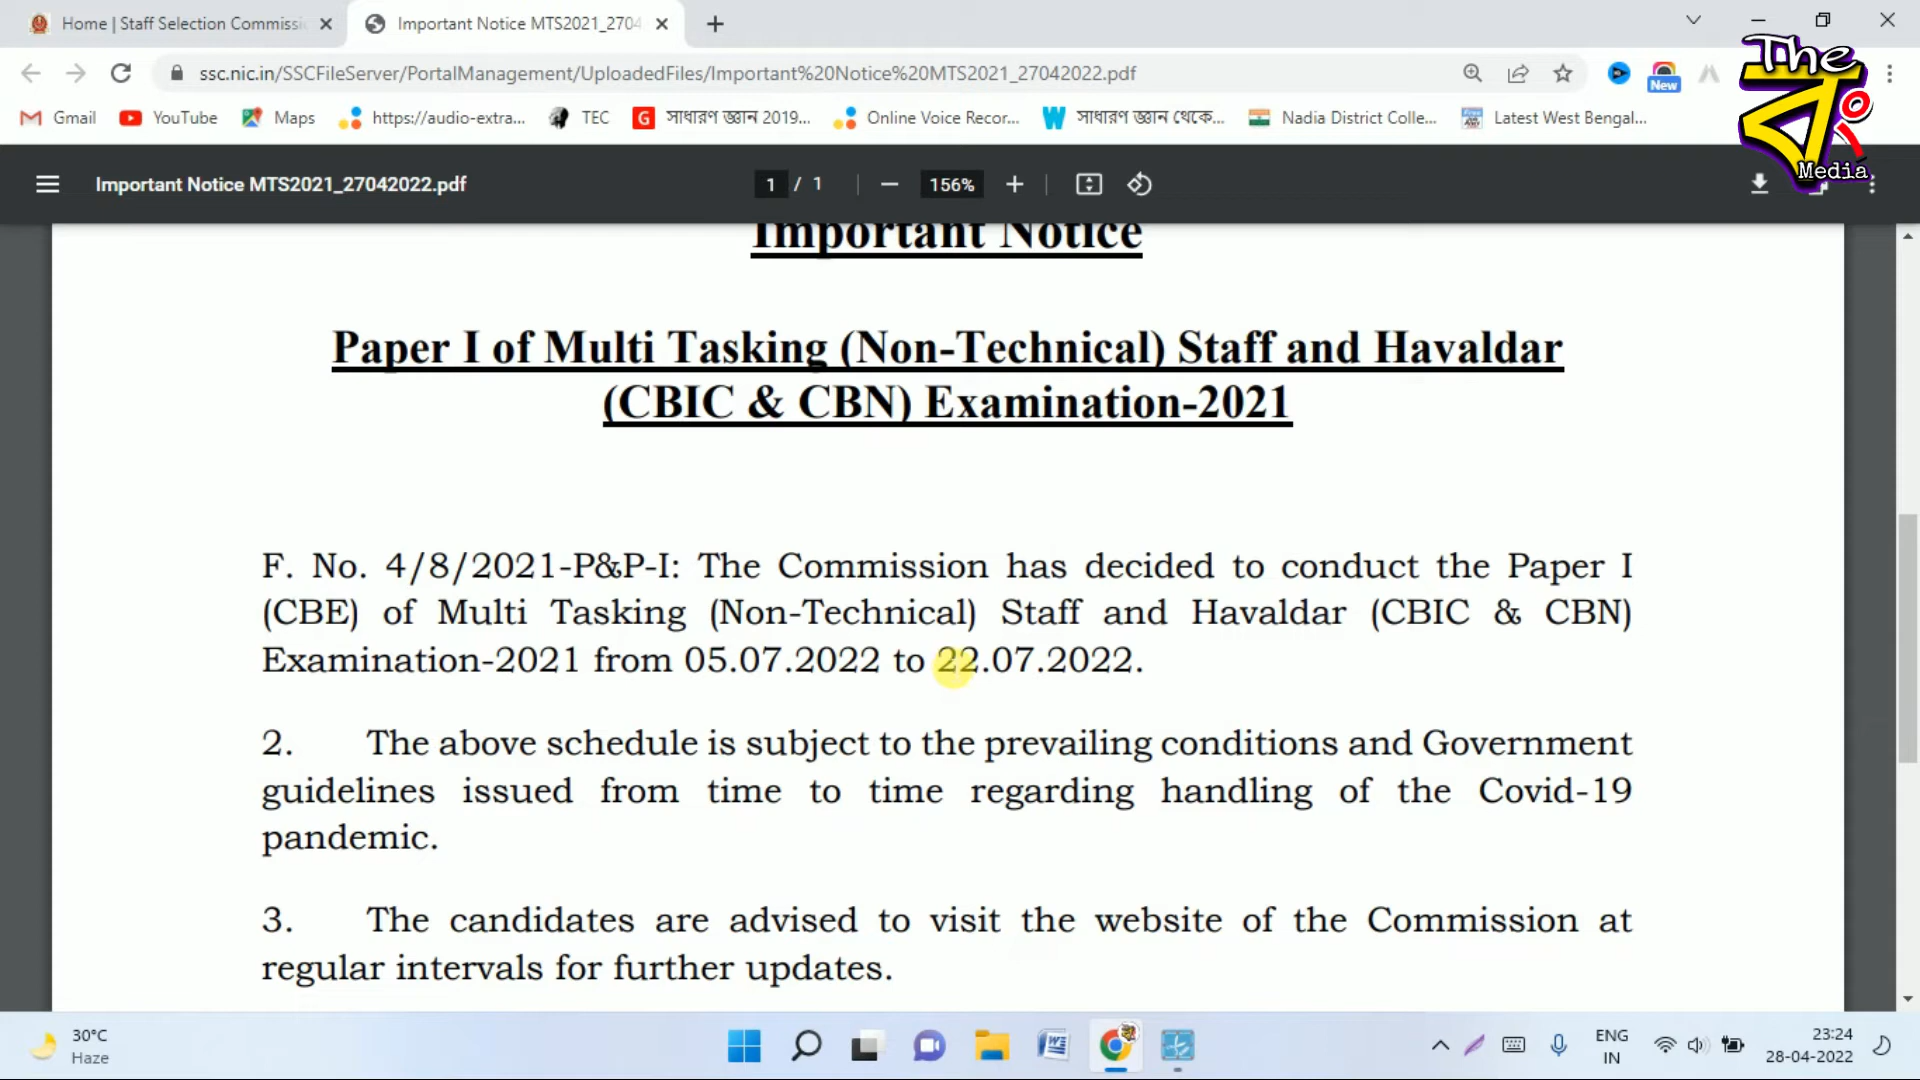 Home | Staff Selection Commissi
Important Notice MTS2021_2704
ssc.nic.in/SSCFileServer/PortalManagement/UploadedFiles/Important%20Notice%20MTS2021_27042022.pdf
New
Gmail
YouTube
Maps
https://audio-extra...
TEC
G
সাধারণ জ্ঞান 2019...
Online Voice Recor...
W
সাধারণ জ্ঞান থেকে...
Nadia District Colle...
Latest West Bengal...
The
বং
Media
Important Notice MTS2021_27042022.pdf
1 / 1
156%
Important Notice
Paper I of Multi Tasking (Non-Technical) Staff and Havaldar
(CBIC & CBN) Examination-2021
F. No. 4/8/2021-P&P-I: The Commission has decided to conduct the Paper I
(CBE) of Multi Tasking (Non-Technical) Staff and Havaldar (CBIC & CBN)
Examination-2021 from 05.07.2022 to 22.07.2022.
2. The above schedule is subject to the prevailing conditions and Government
guidelines issued from time to time regarding handling of the Covid-19
pandemic.
3. The candidates are advised to visit the website of the Commission at
regular intervals for further updates.
30°C
Haze
ENG
IN
23:24
28-04-2022